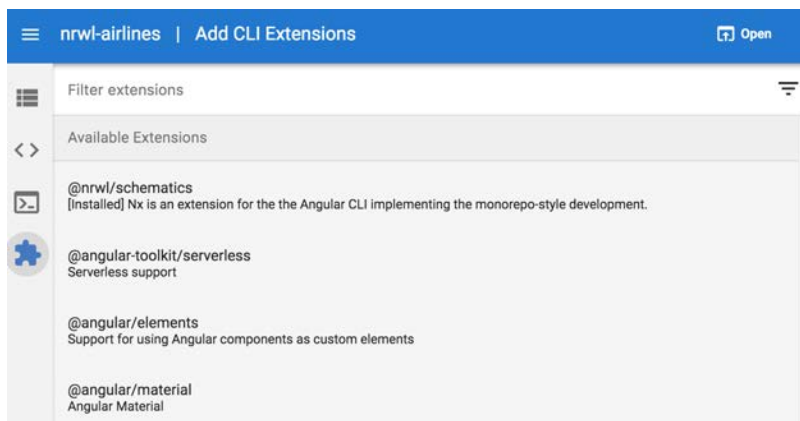 nrwl-airlines | Add CLI Extensions
Open
Filter extensions
Available Extensions
@nrwl/schematics
[Installed] Nx is an extension for the the Angular CLI implementing the monorepo-style development.
@angular-toolkit/serverless
Serverless support
@angular/elements
Support for using Angular components as custom elements
@angular/material
Angular Material